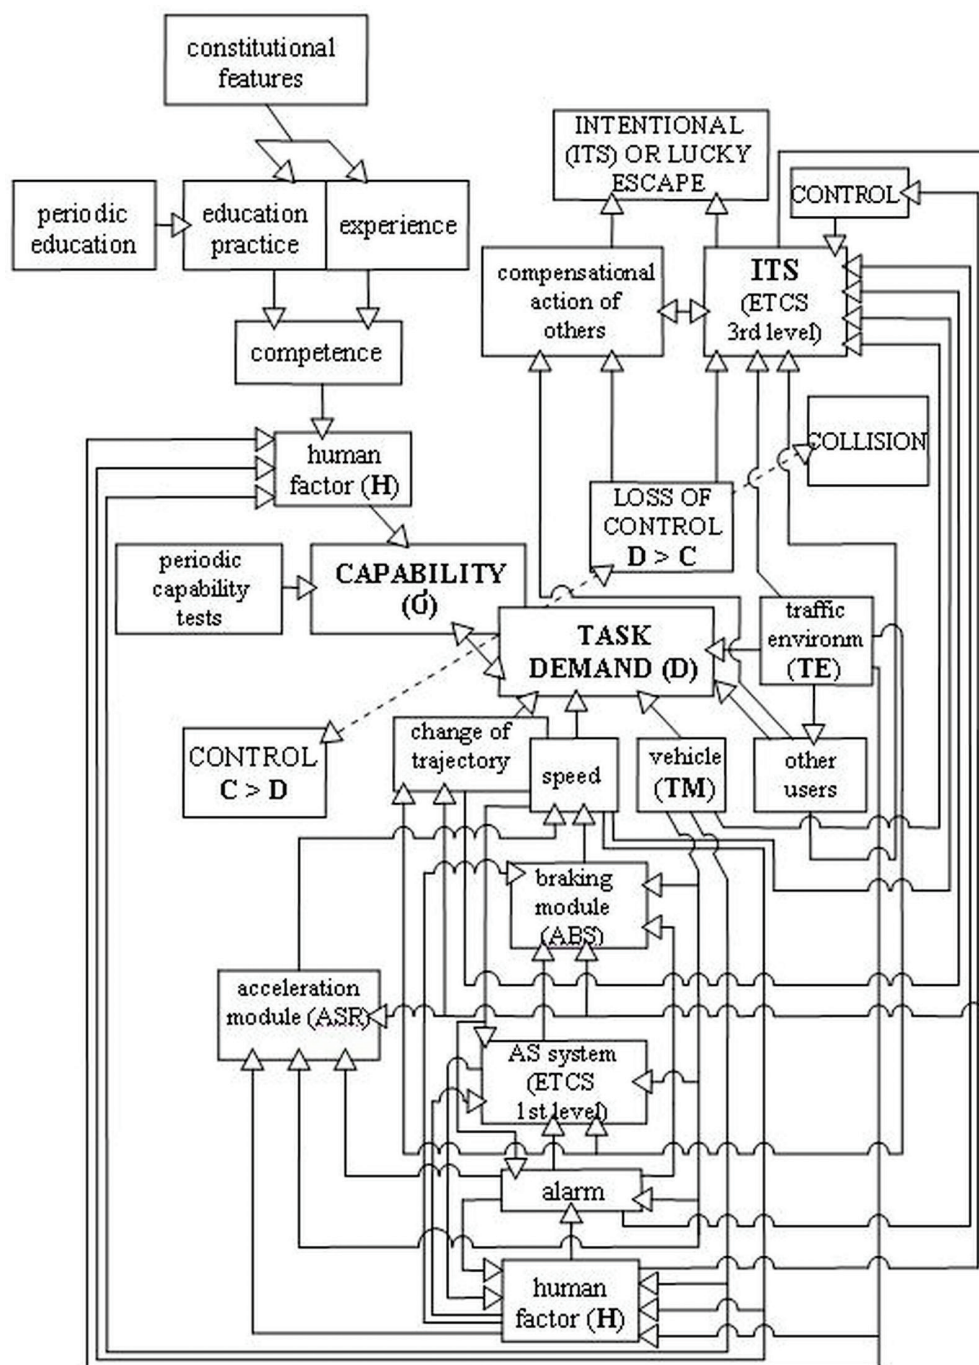 constitutional
features
INTENTIONAL
(ITS) OR LUCKY
ESCAPE
CONTROL
periodic
education
education
practice
experience
compensational
action of
others
ITS
(ETCS
3rd level)
competence
COLLISION
human
factor (H)
LOSS OF
CONTROL
D > C
periodic
capability
tests
CAPABILITY
TASK
DEMAND (D)
traffic
environm
(TE)
CONTROL
C > D
change of
trajectory
speed
vehicle
(TM)
other
users
braking
module
(ABS)
acceleration
module (ASR)
AS system
(ETCS
1st level)
alarm
human
factor (H)